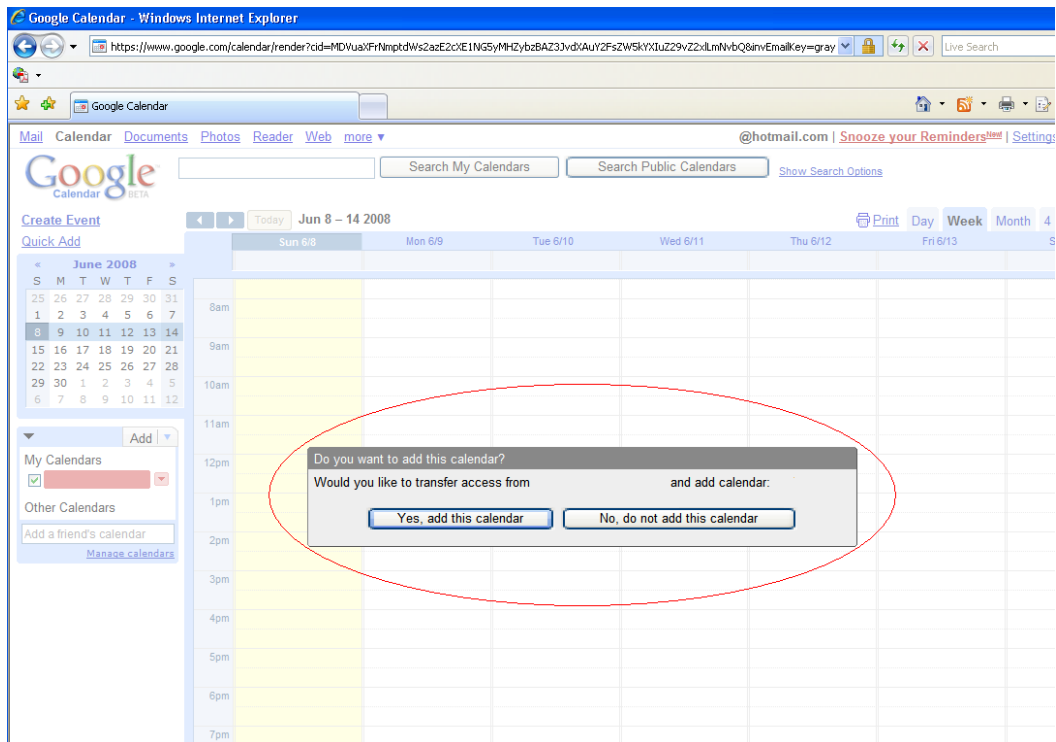 Google Calendar - Windows Internet Explorer
https://www.google.com/calendar/render?cid=MDVuaXFrNmptdWs2azE2cXE1NG5yMHZybzBAZ3JvdXAuY2FsZW5kYXIuZ29vZ2xlLmNvbQ&invEmailKey=gray Live Search
Google Calendar
Mail Calendar Documents Photos Reader Web more ▼ @hotmail.com | Snooze your Reminders New! | Settings
Google Calendar BETA
Search My Calendars Search Public Calendars Show Search Options
Create Event Today Jun 8 – 14 2008 Print Day Week Month 4
Quick Add Sun 6/8 Mon 6/9 Tue 6/10 Wed 6/11 Thu 6/12 Fri 6/13 S
« June 2008 »
S M T W T F S
25 26 27 28 29 30 31
1 2 3 4 5 6 7
8 9 10 11 12 13 14
15 16 17 18 19 20 21
22 23 24 25 26 27 28
29 30 1 2 3 4 5
6 7 8 9 10 11 12
Add
My Calendars
Other Calendars
Add a friend's calendar
Manage calendars
8am
9am
10am
11am
12pm
1pm
2pm
3pm
4pm
5pm
6pm
7pm
Do you want to add this calendar?
Would you like to transfer access from and add calendar:
Yes, add this calendar No, do not add this calendar